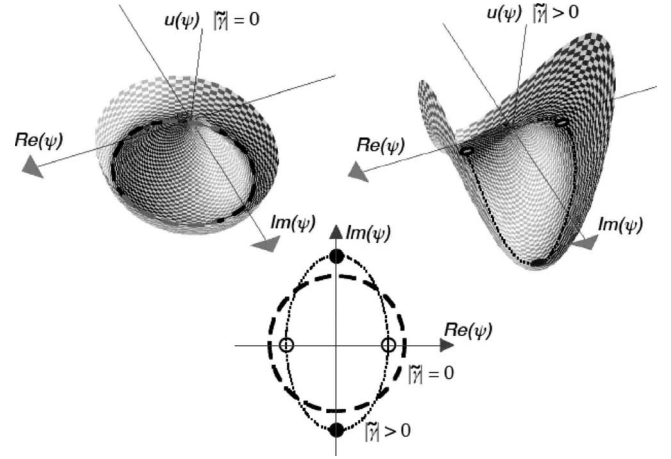 u(ψ) |γ̃| = 0
Re(ψ)
Im(ψ)
u(ψ) |γ̃| > 0
Re(ψ)
Im(ψ)
Im(ψ)
Re(ψ)
|γ̃| = 0
|γ̃| > 0